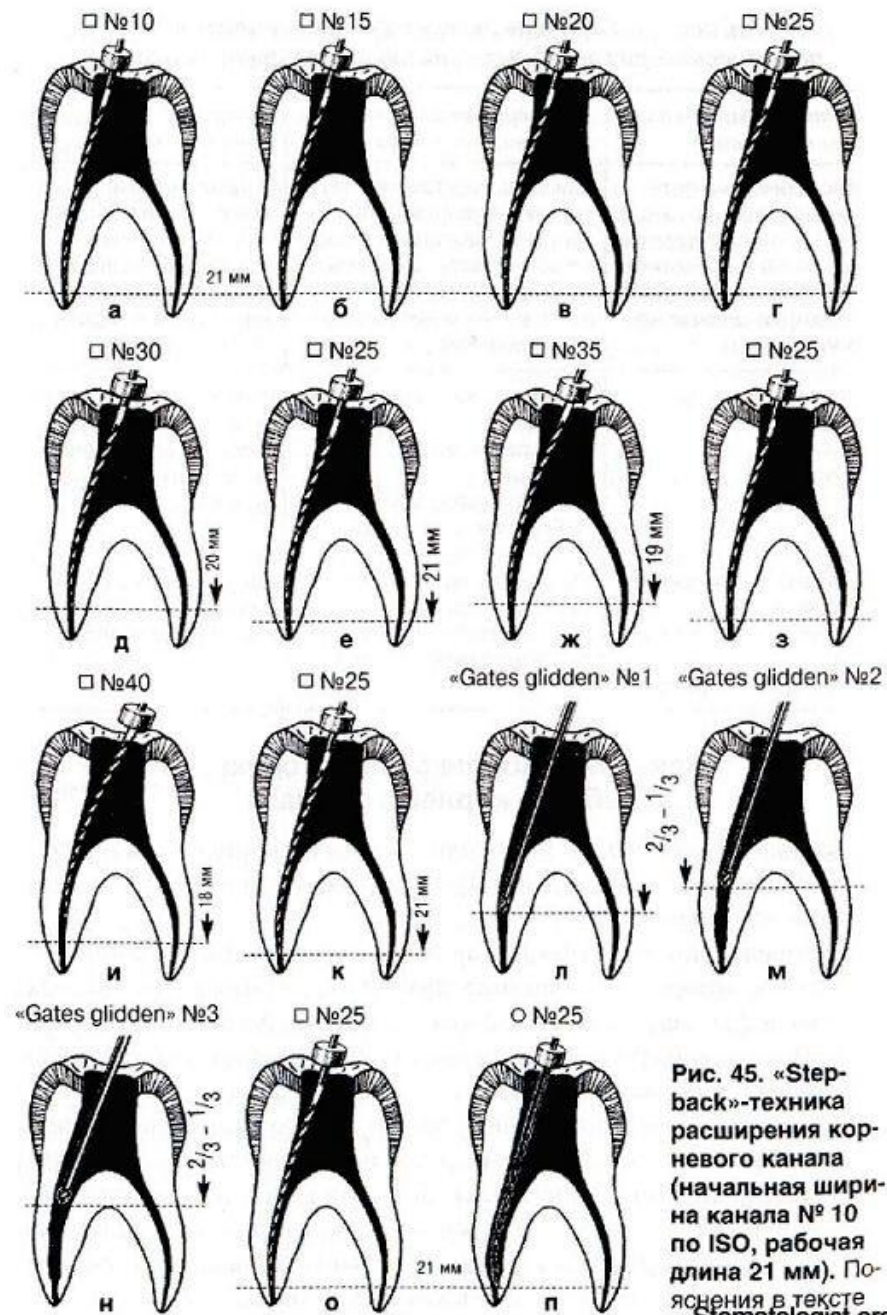 □ №10 □ №15 □ №20 □ №25
21 мм
а б в г
□ №30 □ №25 □ №35 □ №25
20 мм 21 мм 19 мм
д е ж з
□ №40 □ №25 «Gates glidden» №1 «Gates glidden» №2
18 мм 21 мм 2/3 – 1/3
и к л м
«Gates glidden» №3 □ №25 ○ №25
2/3 1/3
21 мм
н о п
Рис. 45. «Step-
back»-техника
расширения кор-
невого канала
(начальная шири-
на канала № 10
по ISO, рабочая
длина 21 мм). По-
яснения в тексте